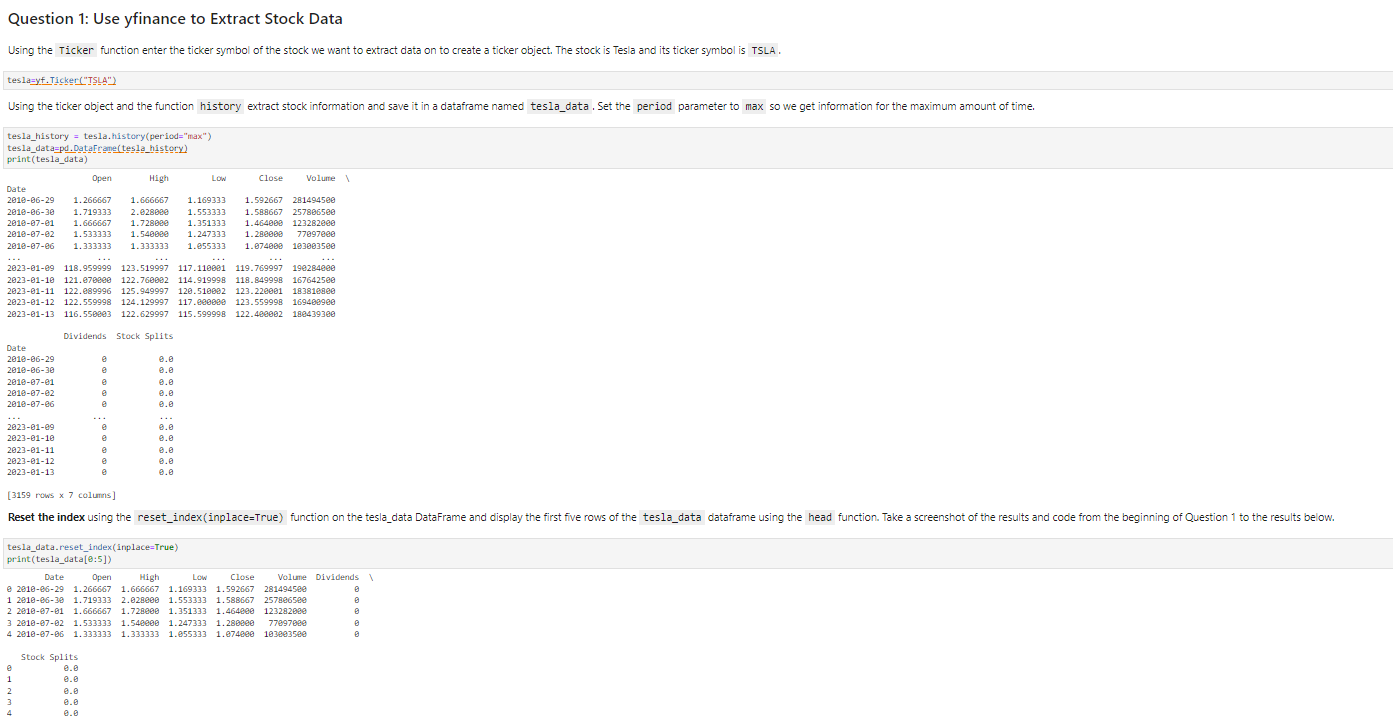 Question 1: Use yfinance to Extract Stock Data
Using the Ticker function enter the ticker symbol of the stock we want to extract data on to create a ticker object. The stock is Tesla and its ticker symbol is TSLA.
tesla=yf.Ticker("TSLA")
Using the ticker object and the function history extract stock information and save it in a dataframe named tesla_data. Set the period parameter to max so we get information for the maximum amount of time.
tesla_history = tesla.history(period="max")
tesla_data=pd.DataFrame(tesla_history)
print(tesla_data)
Open High Low Close Volume \
Date
2010-06-29 1.266667 1.666667 1.169333 1.592667 281494500
2010-06-30 1.719333 2.028000 1.553333 1.588667 257806500
2010-07-01 1.666667 1.728000 1.351333 1.464000 123282000
2010-07-02 1.533333 1.540000 1.247333 1.280000 77097000
2010-07-06 1.333333 1.333333 1.055333 1.074000 103003500
... ... ... ... ... ...
2023-01-09 118.959999 123.519997 117.110001 119.769997 190284000
2023-01-10 121.070000 122.760002 114.919998 118.849998 167642500
2023-01-11 122.089996 125.949997 120.510002 123.220001 183810800
2023-01-12 122.559998 124.129997 117.000000 123.559998 169400900
2023-01-13 116.550003 122.629997 115.599998 122.400002 180439300
Dividends Stock Splits
Date
2010-06-29 0 0.0
2010-06-30 0 0.0
2010-07-01 0 0.0
2010-07-02 0 0.0
2010-07-06 0 0.0
... ... ...
2023-01-09 0 0.0
2023-01-10 0 0.0
2023-01-11 0 0.0
2023-01-12 0 0.0
2023-01-13 0 0.0
[3159 rows x 7 columns]
Reset the index using the reset_index(inplace=True) function on the tesla_data DataFrame and display the first five rows of the tesla_data dataframe using the head function. Take a screenshot of the results and code from the beginning of Question 1 to the results below.
tesla_data.reset_index(inplace=True)
print(tesla_data[0:5])
Date Open High Low Close Volume Dividends \
0 2010-06-29 1.266667 1.666667 1.169333 1.592667 281494500 0
1 2010-06-30 1.719333 2.028000 1.553333 1.588667 257806500 0
2 2010-07-01 1.666667 1.728000 1.351333 1.464000 123282000 0
3 2010-07-02 1.533333 1.540000 1.247333 1.280000 77097000 0
4 2010-07-06 1.333333 1.333333 1.055333 1.074000 103003500 0
Stock Splits
0 0.0
1 0.0
2 0.0
3 0.0
4 0.0